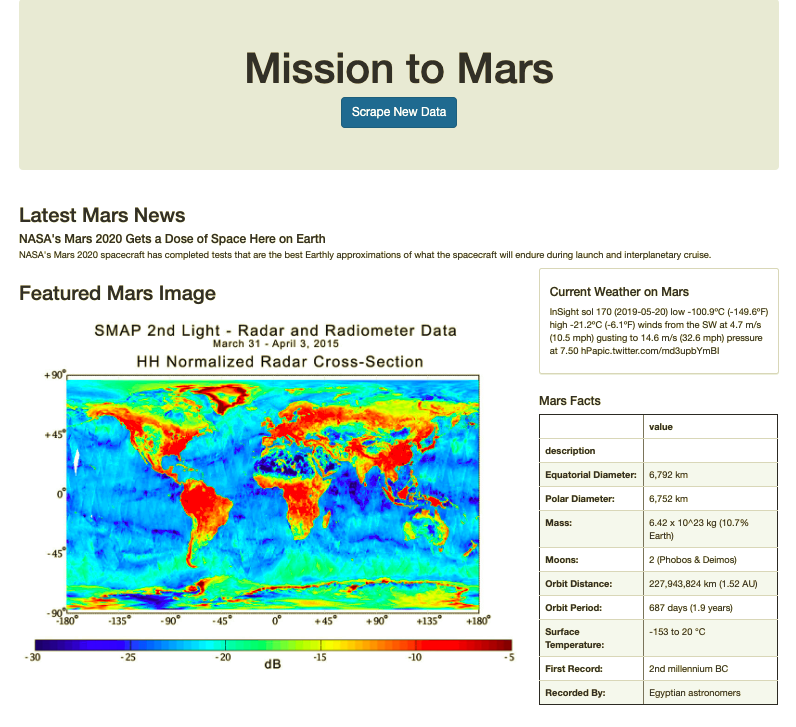 Mission to Mars
Scrape New Data
Latest Mars News
NASA's Mars 2020 Gets a Dose of Space Here on Earth
NASA's Mars 2020 spacecraft has completed tests that are the best Earthly approximations of what the spacecraft will endure during launch and interplanetary cruise.
Featured Mars Image
SMAP 2nd Light - Radar and Radiometer Data
March 31 - April 3, 2015
HH Normalized Radar Cross-Section
+90°
+45°
0°
-45°
-90°
-180° -135° -90° -45° 0° +45° +90° +135° +180°
-30 -25 -20 -15 -10 -5
dB
Current Weather on Mars
InSight sol 170 (2019-05-20) low -100.9ºC (-149.6ºF)
high -21.2ºC (-6.1ºF) winds from the SW at 4.7 m/s
(10.5 mph) gusting to 14.6 m/s (32.6 mph) pressure
at 7.50 hPapic.twitter.com/md3upbYmBI
Mars Facts
value
description
Equatorial Diameter: 6,792 km
Polar Diameter: 6,752 km
Mass: 6.42 x 10^23 kg (10.7%
Earth)
Moons: 2 (Phobos & Deimos)
Orbit Distance: 227,943,824 km (1.52 AU)
Orbit Period: 687 days (1.9 years)
Surface
Temperature: -153 to 20 °C
First Record: 2nd millennium BC
Recorded By: Egyptian astronomers